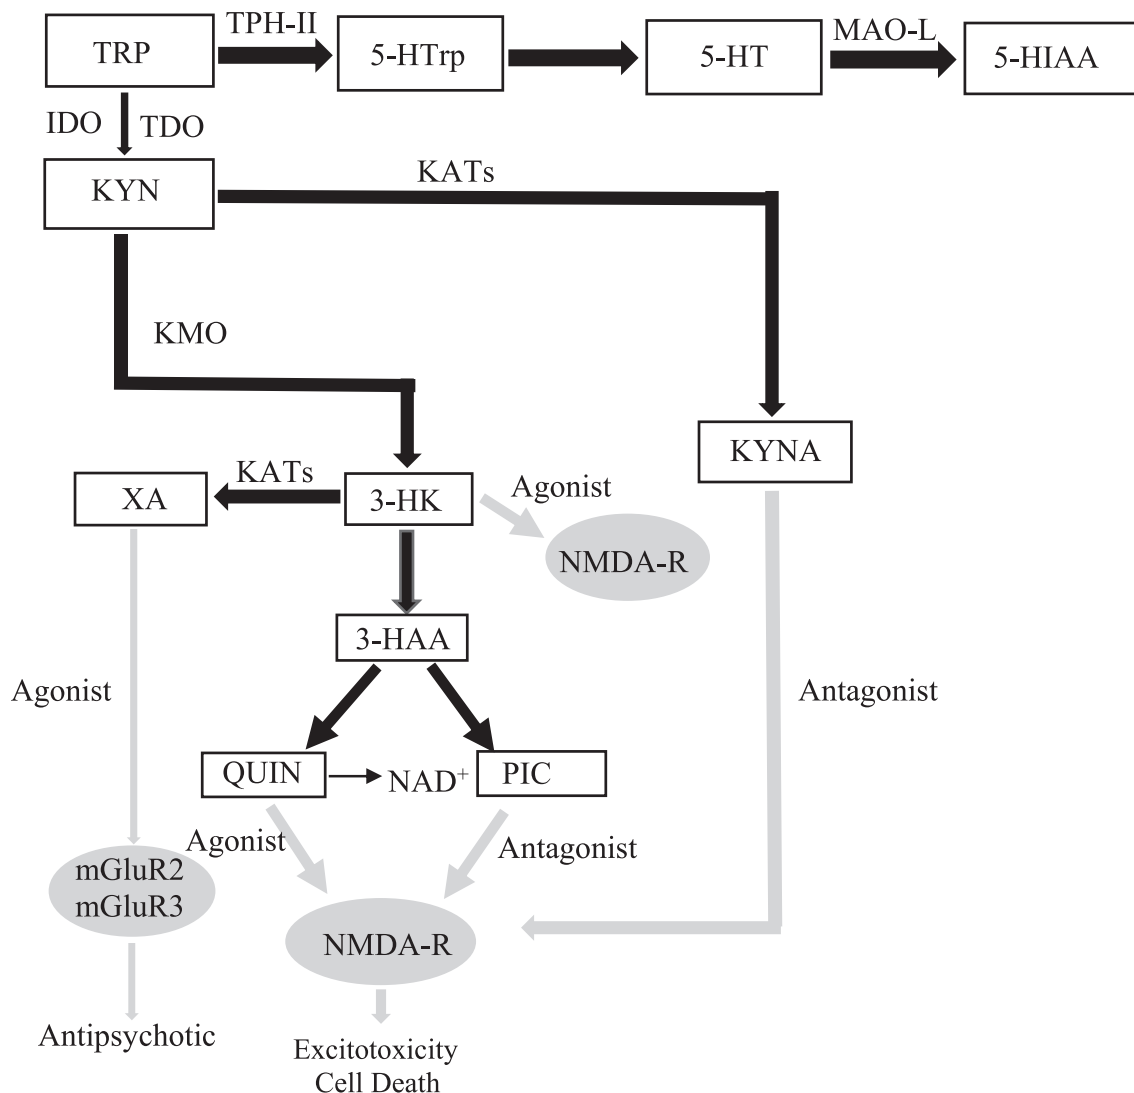 TPH-II
MAO-L
TRP
5-HTrp
5-HT
5-HIAA
IDO
TDO
KYN
KATs
KMO
KYNA
KATs
XA
3-HK
Agonist
NMDA-R
3-HAA
Agonist
Antagonist
QUIN
NAD+
PIC
Agonist
Antagonist
mGluR2
mGluR3
NMDA-R
Antipsychotic
Excitotoxicity
Cell Death